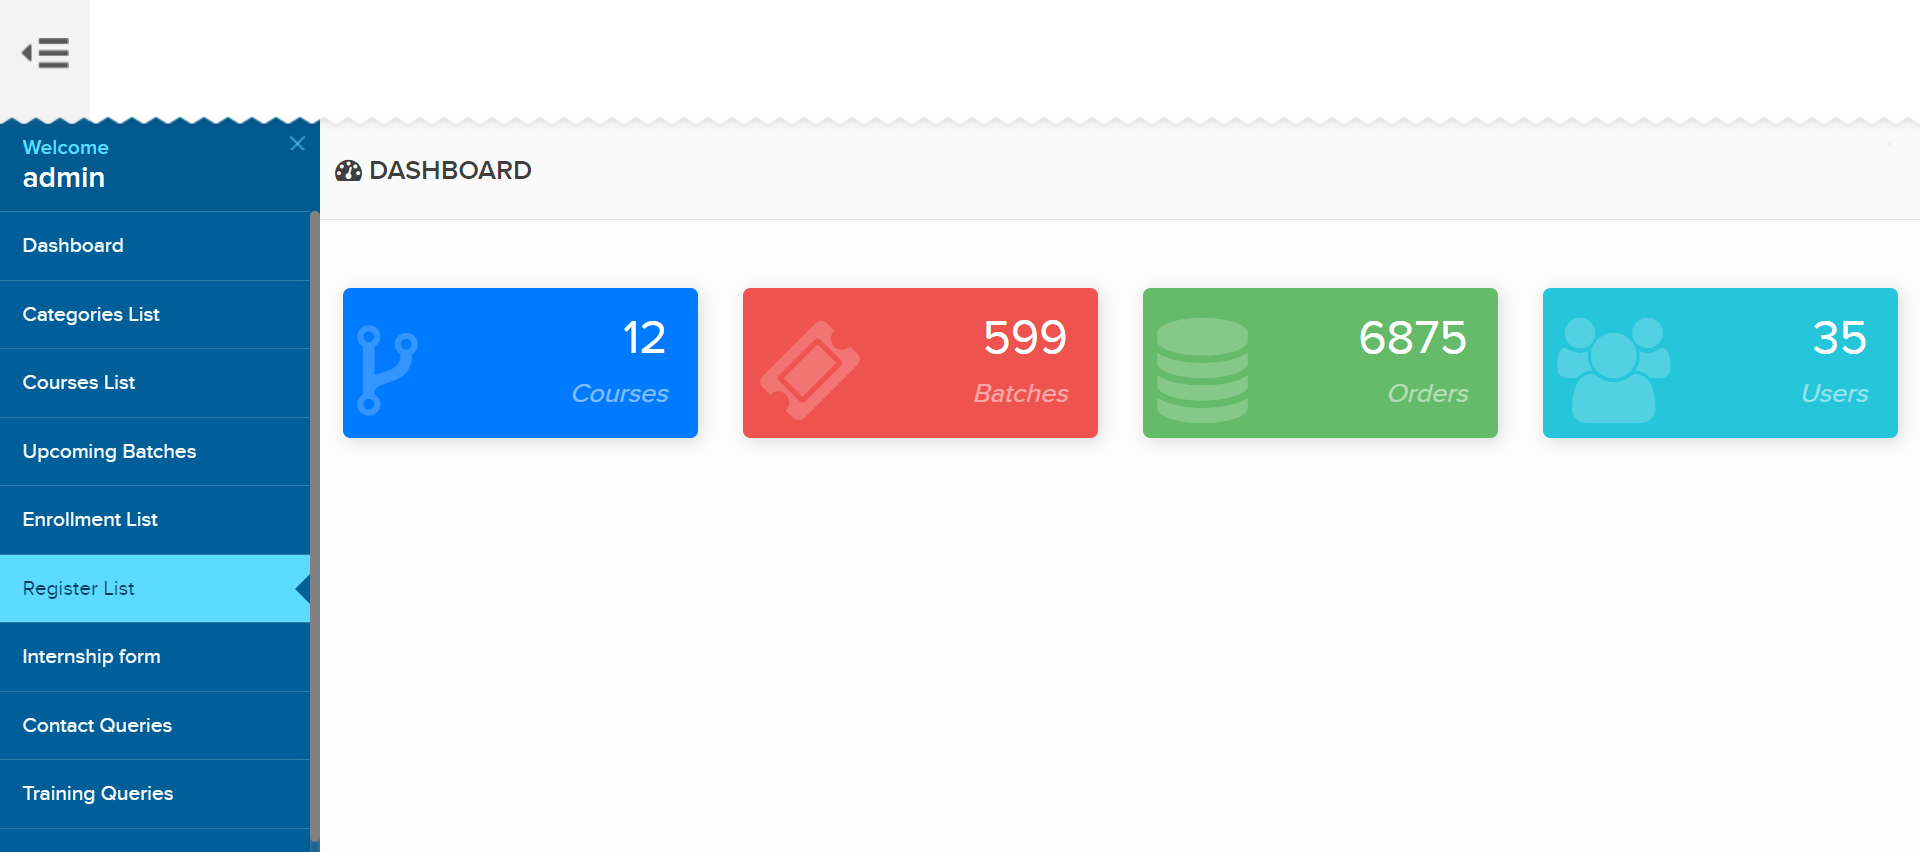 Welcome
admin
DASHBOARD
Dashboard
Categories List
Courses List
Upcoming Batches
Enrollment List
Register List
Internship form
Contact Queries
Training Queries
12
Courses
599
Batches
6875
Orders
35
Users